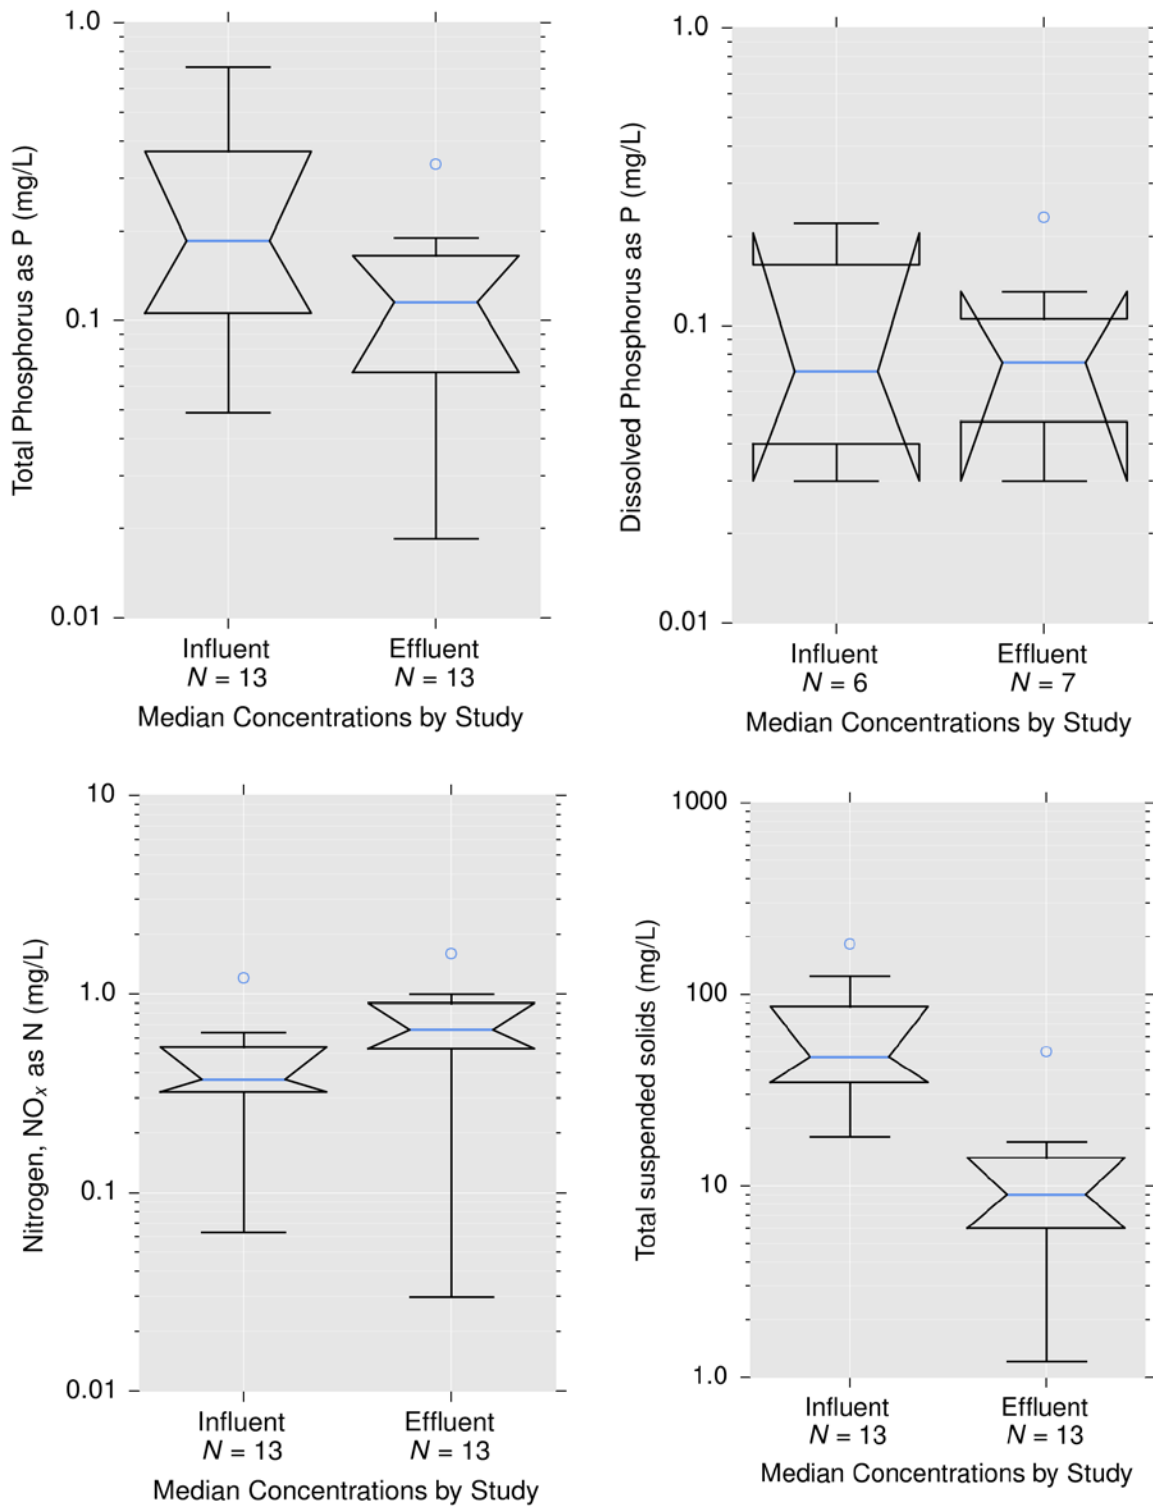 Total Phosphorus as P (mg/L)
1.0
0.1
0.01
Influent
N = 13
Effluent
N = 13
Median Concentrations by Study
Dissolved Phosphorus as P (mg/L)
1.0
0.1
0.01
Influent
N = 6
Effluent
N = 7
Median Concentrations by Study
Nitrogen, NOₓ as N (mg/L)
10
1.0
0.1
0.01
Influent
N = 13
Effluent
N = 13
Median Concentrations by Study
Total suspended solids (mg/L)
1000
100
10
1.0
Influent
N = 13
Effluent
N = 13
Median Concentrations by Study